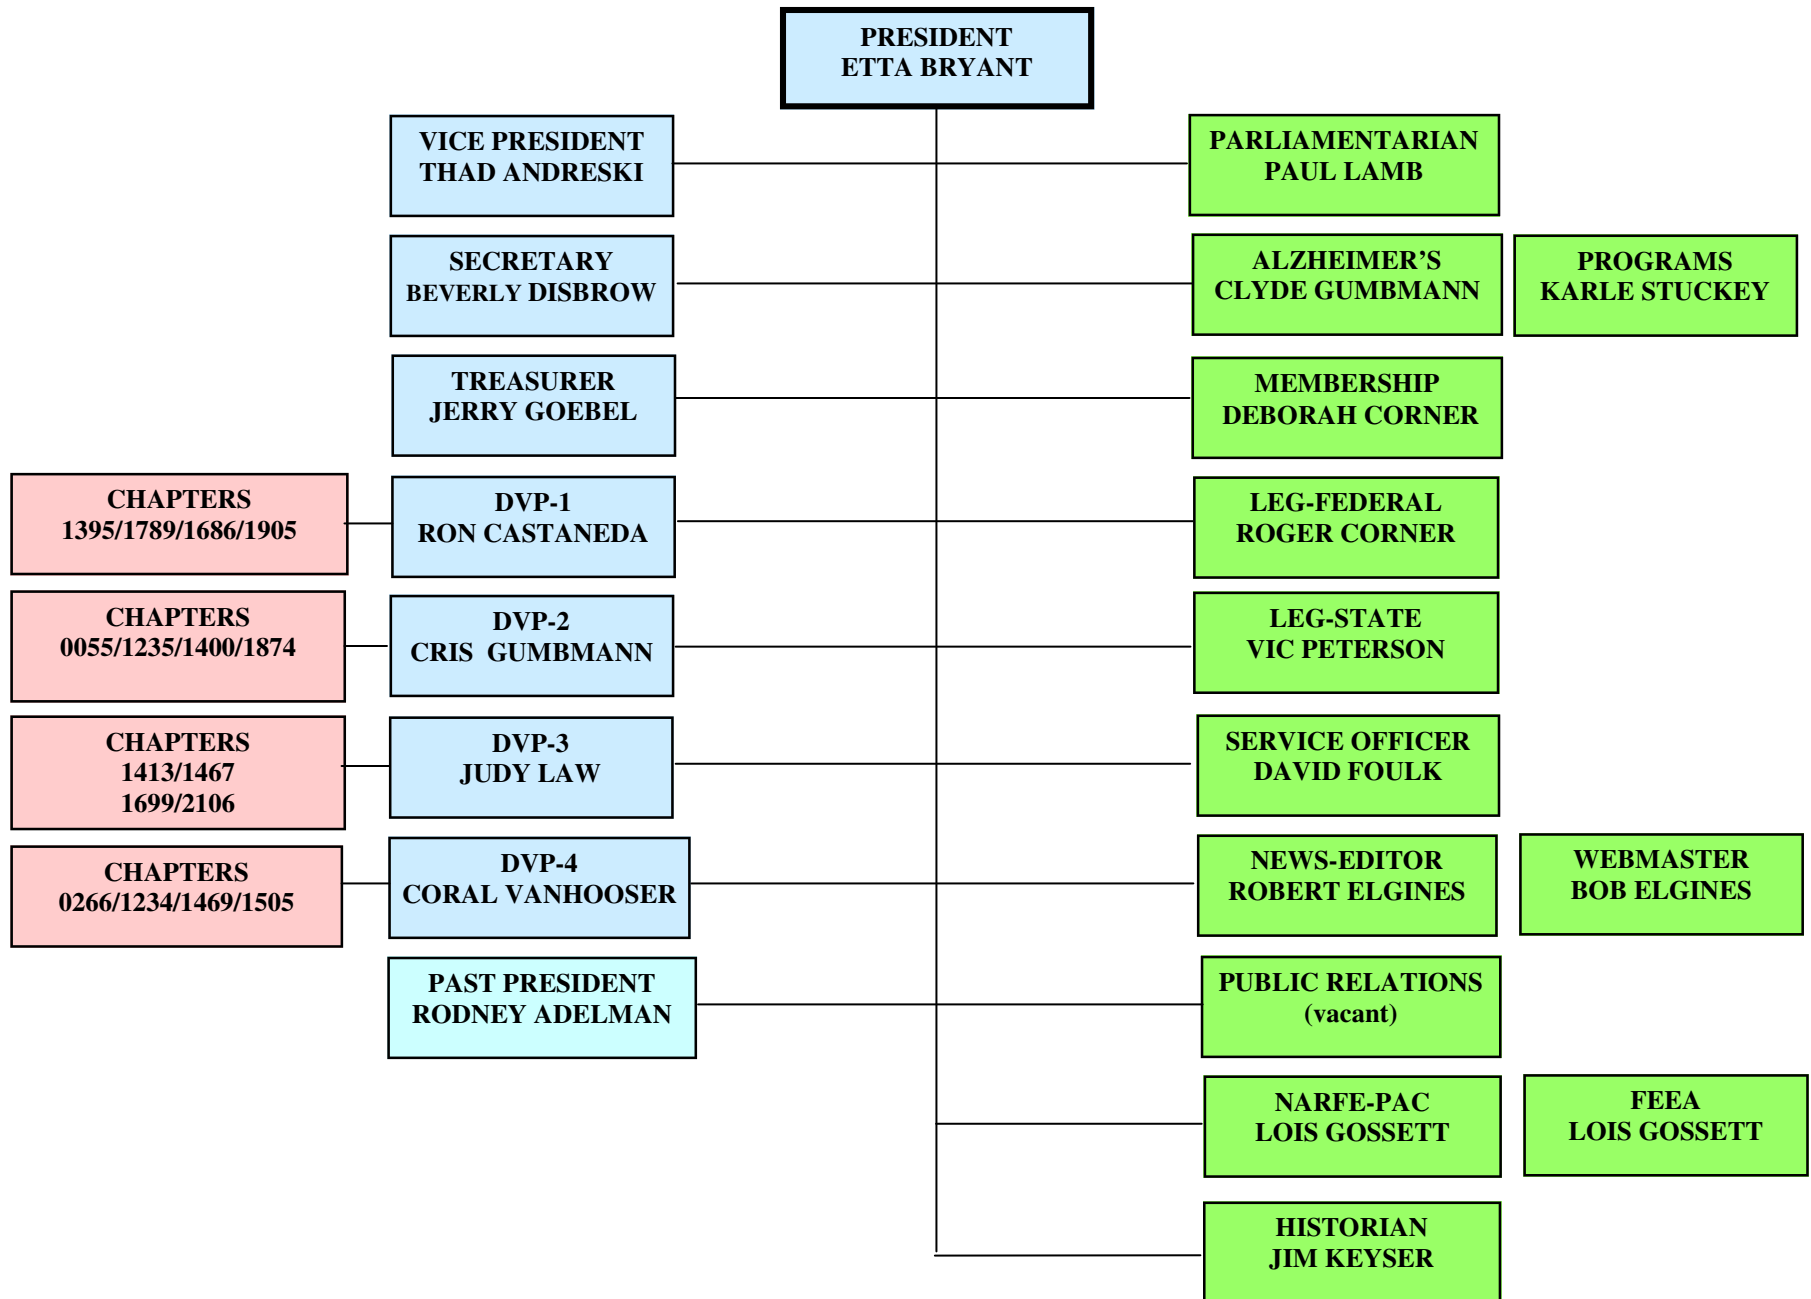 PRESIDENT
ETTA BRYANT
VICE PRESIDENT
THAD ANDRESKI
PARLIAMENTARIAN
PAUL LAMB
SECRETARY
BEVERLY DISBROW
ALZHEIMER’S
CLYDE GUMBMANN
PROGRAMS
KARLE STUCKEY
TREASURER
JERRY GOEBEL
MEMBERSHIP
DEBORAH CORNER
CHAPTERS
1395/1789/1686/1905
DVP-1
RON CASTANEDA
LEG-FEDERAL
ROGER CORNER
CHAPTERS
0055/1235/1400/1874
DVP-2
CRIS  GUMBMANN
LEG-STATE
VIC PETERSON
CHAPTERS
1413/1467
1699/2106
DVP-3
JUDY LAW
SERVICE OFFICER
DAVID FOULK
CHAPTERS
0266/1234/1469/1505
DVP-4
CORAL VANHOOSER
NEWS-EDITOR
ROBERT ELGINES
WEBMASTER
BOB ELGINES
PAST PRESIDENT
RODNEY ADELMAN
PUBLIC RELATIONS
(vacant)
NARFE-PAC
LOIS GOSSETT
FEEA
LOIS GOSSETT
HISTORIAN
JIM KEYSER